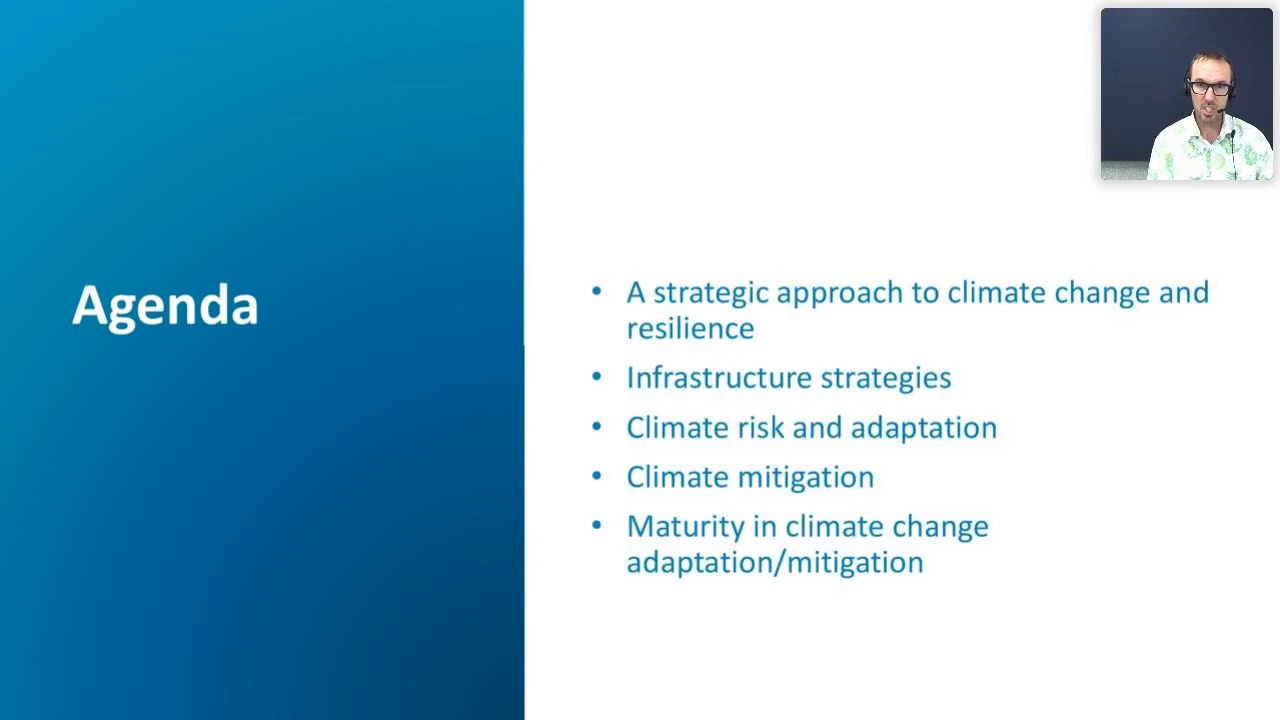 Agenda
• A strategic approach to climate change and
resilience
• Infrastructure strategies
• Climate risk and adaptation
• Climate mitigation
• Maturity in climate change
adaptation/mitigation